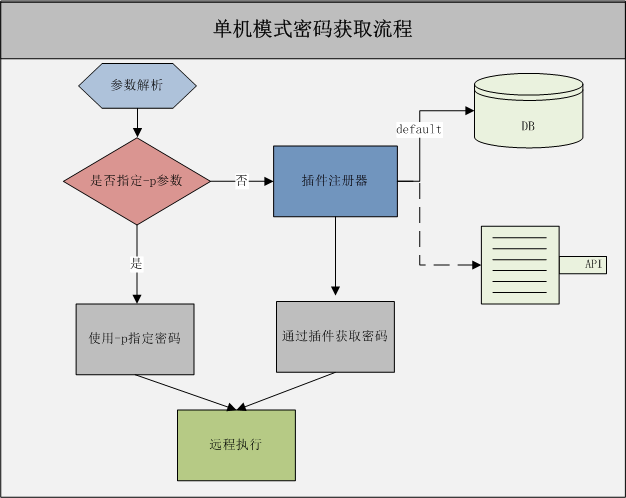 单机模式密码获取流程
参数解析
default
DB
是否指定-p参数
否
插件注册器
是
API
使用-p指定密码
通过插件获取密码
远程执行